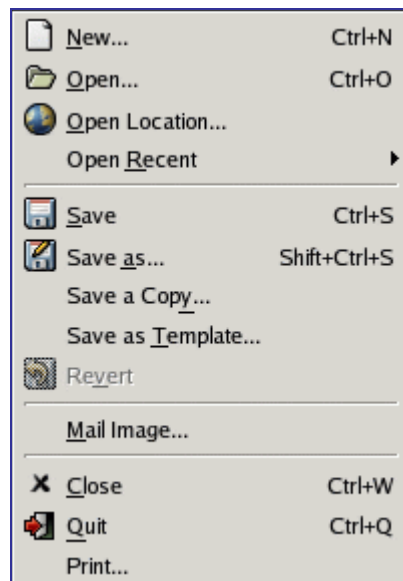 New... Ctrl+N
Open... Ctrl+O
Open Location...
Open Recent
Save Ctrl+S
Save as... Shift+Ctrl+S
Save a Copy...
Save as Template...
Revert
Mail Image...
Close Ctrl+W
Quit Ctrl+Q
Print...